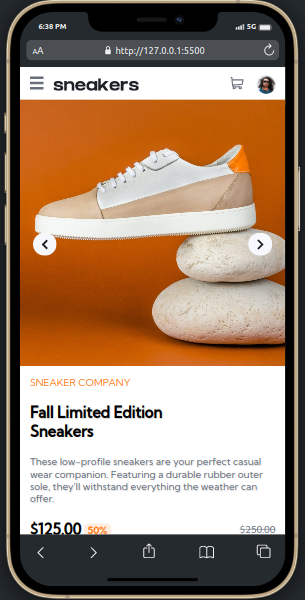 6:38 PM
5G
AA
http://127.0.0.1:5500
sneakers
SNEAKER COMPANY
Fall Limited Edition
Sneakers
These low-profile sneakers are your perfect casual
wear companion. Featuring a durable rubber outer
sole, they'll withstand everything the weather can
offer.
$125.00 50% $250.00